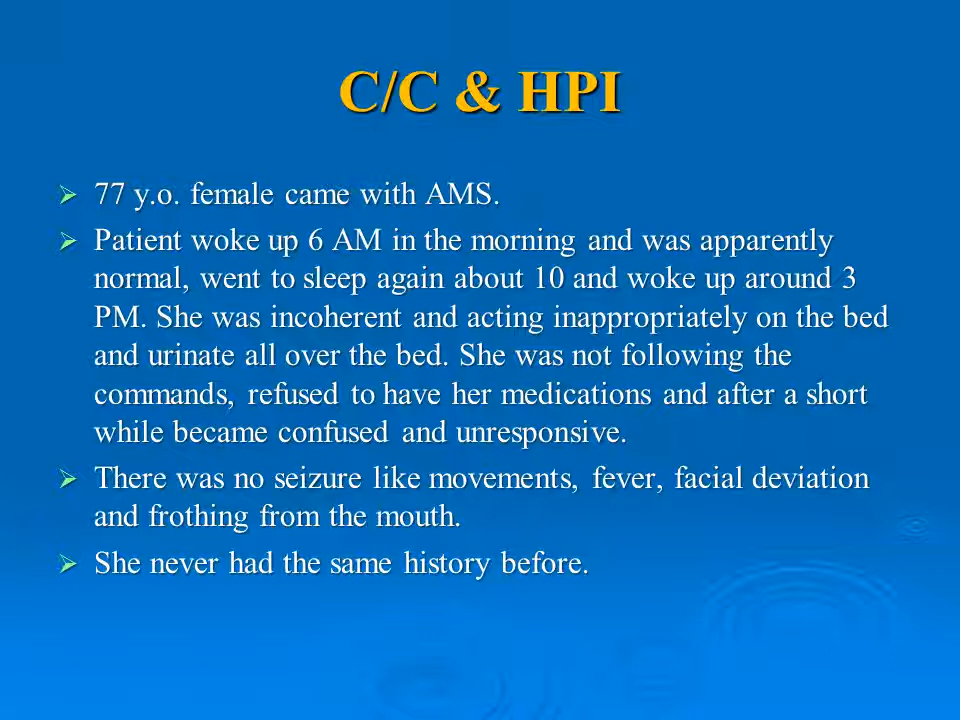 C/C & HPI
77 y.o. female came with AMS.
Patient woke up 6 AM in the morning and was apparently
normal, went to sleep again about 10 and woke up around 3
PM. She was incoherent and acting inappropriately on the bed
and urinate all over the bed. She was not following the
commands, refused to have her medications and after a short
while became confused and unresponsive.
There was no seizure like movements, fever, facial deviation
and frothing from the mouth.
She never had the same history before.